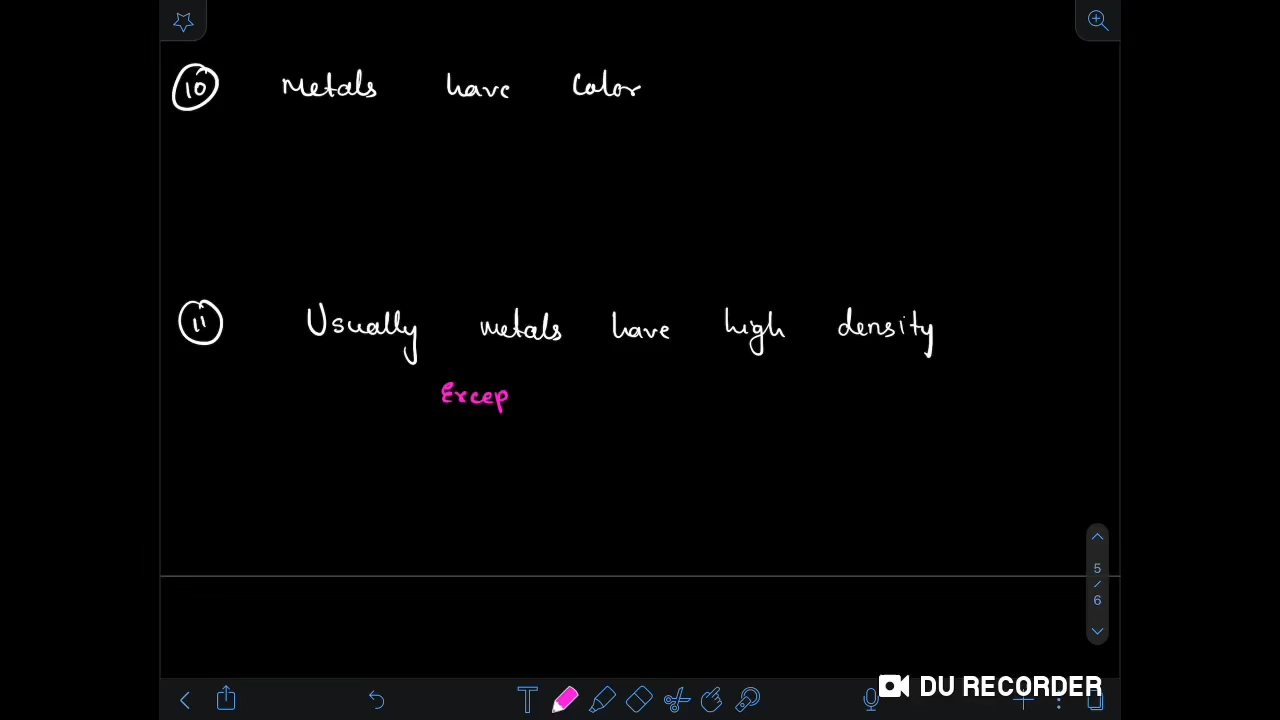 10 Metals have Color
11 Usually metals have high density
Excep
5
/
6
T
DU RECORDER